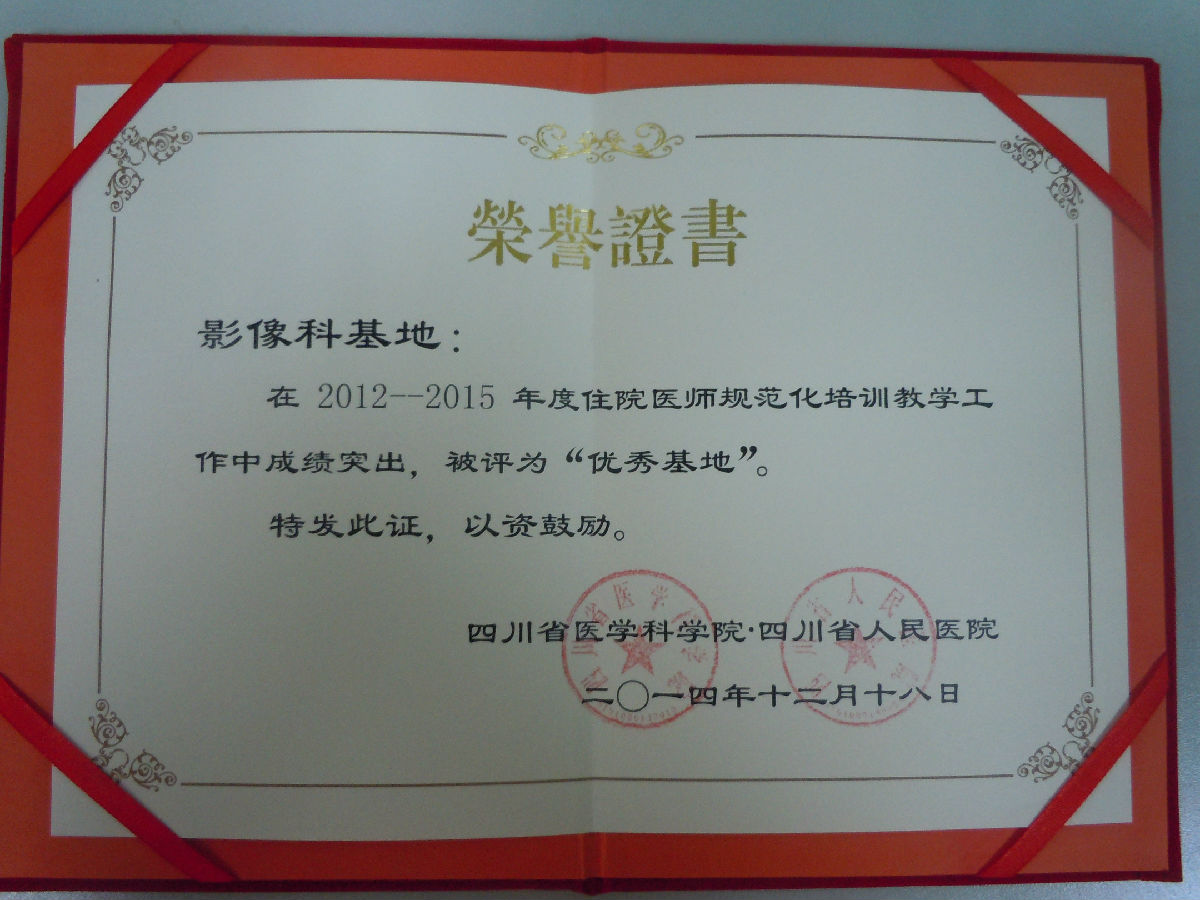 榮譽證書
影像科基地：
在 2012--2015 年度住院医师规范化培训教学工
作中成绩突出，被评为“优秀基地”。
特发此证，以资鼓励。
四川省医学科学院·四川省人民医院
二〇一四年十二月十八日